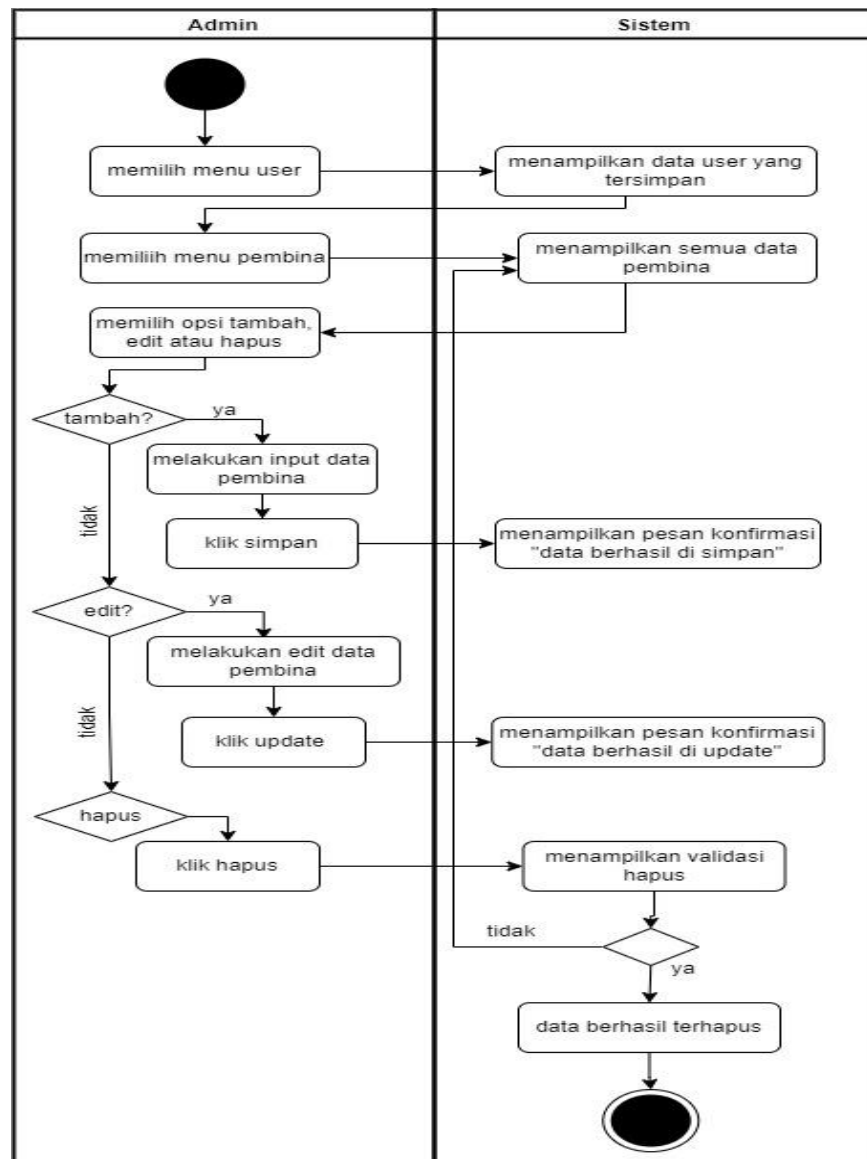 Admin
Sistem
memilih menu user
menampilkan data user yang
tersimpan
memiliih menu pembina
menampilkan semua data
pembina
memilih opsi tambah,
edit atau hapus
tambah?
ya
melakukan input data
pembina
tidak
klik simpan
menampilkan pesan konfirmasi
"data berhasil di simpan"
edit?
ya
melakukan edit data
pembina
tidak
klik update
menampilkan pesan konfirmasi
"data berhasil di update"
hapus
klik hapus
menampilkan validasi
hapus
tidak
ya
data berhasil terhapus